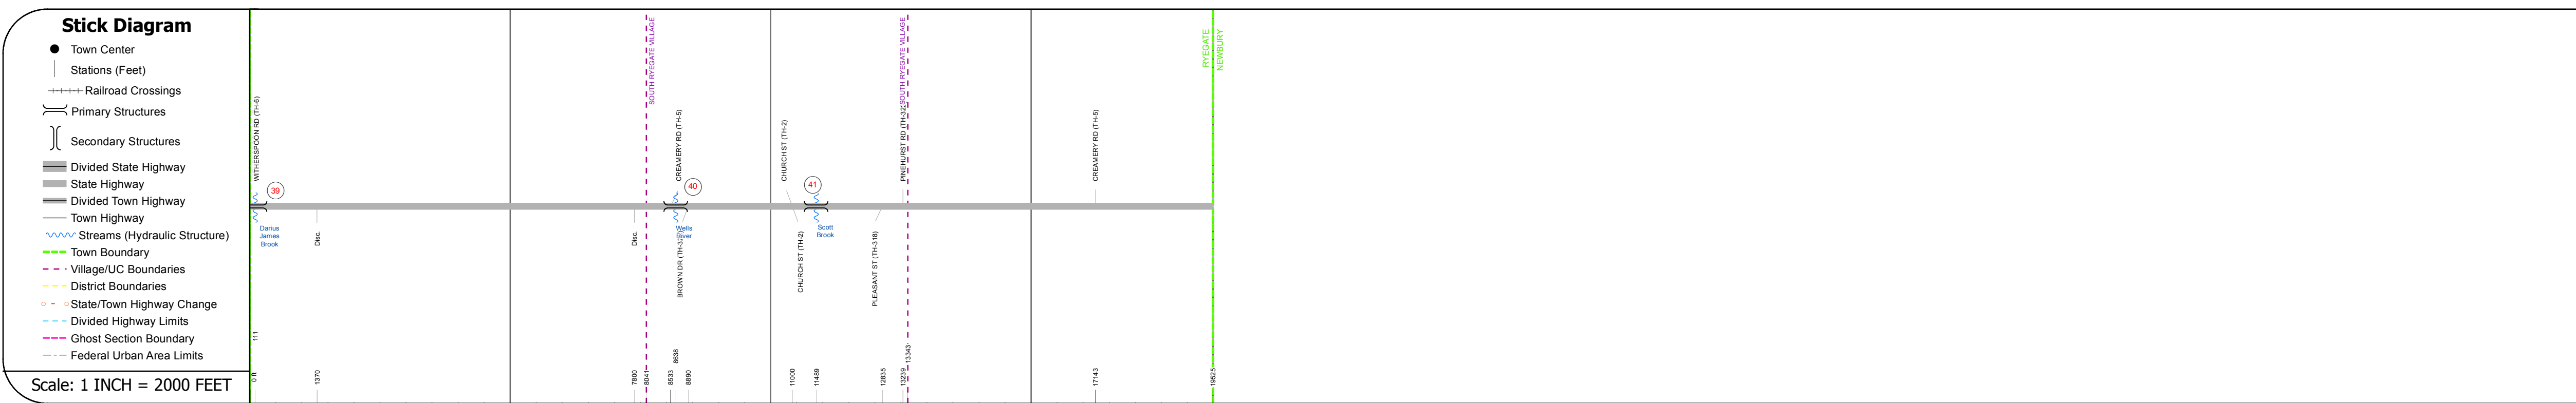 Stick Diagram
Town Center
Stations (Feet)
Railroad Crossings
Primary Structures
Secondary Structures
Divided State Highway
State Highway
Divided Town Highway
Town Highway
Streams (Hydraulic Structure)
Town Boundary
Village/UC Boundaries
District Boundaries
State/Town Highway Change
Divided Highway Limits
Ghost Section Boundary
Federal Urban Area Limits
Scale: 1 INCH = 2000 FEET
WITHERSPOON RD (TH-6)
39
Darius
James
Brook
Disc.
Disc.
SOUTH RYEGATE VILLAGE
CREAMERY RD (TH-5)
40
Wells
River
BROWN DR (TH-
CHURCH ST (TH-2)
CHURCH ST (TH-2)
41
Scott
Brook
PLEASANT ST (TH-318)
SOUTH RYEGATE VILLAGE
PINEHURST RD (TH-32
CREAMERY RD (TH-5)
RYEGATE
NEWBURY
0 ft
111
1370
7800
8041
8533
8638
8890
11000
11489
12835
13239
13343
17143
19525